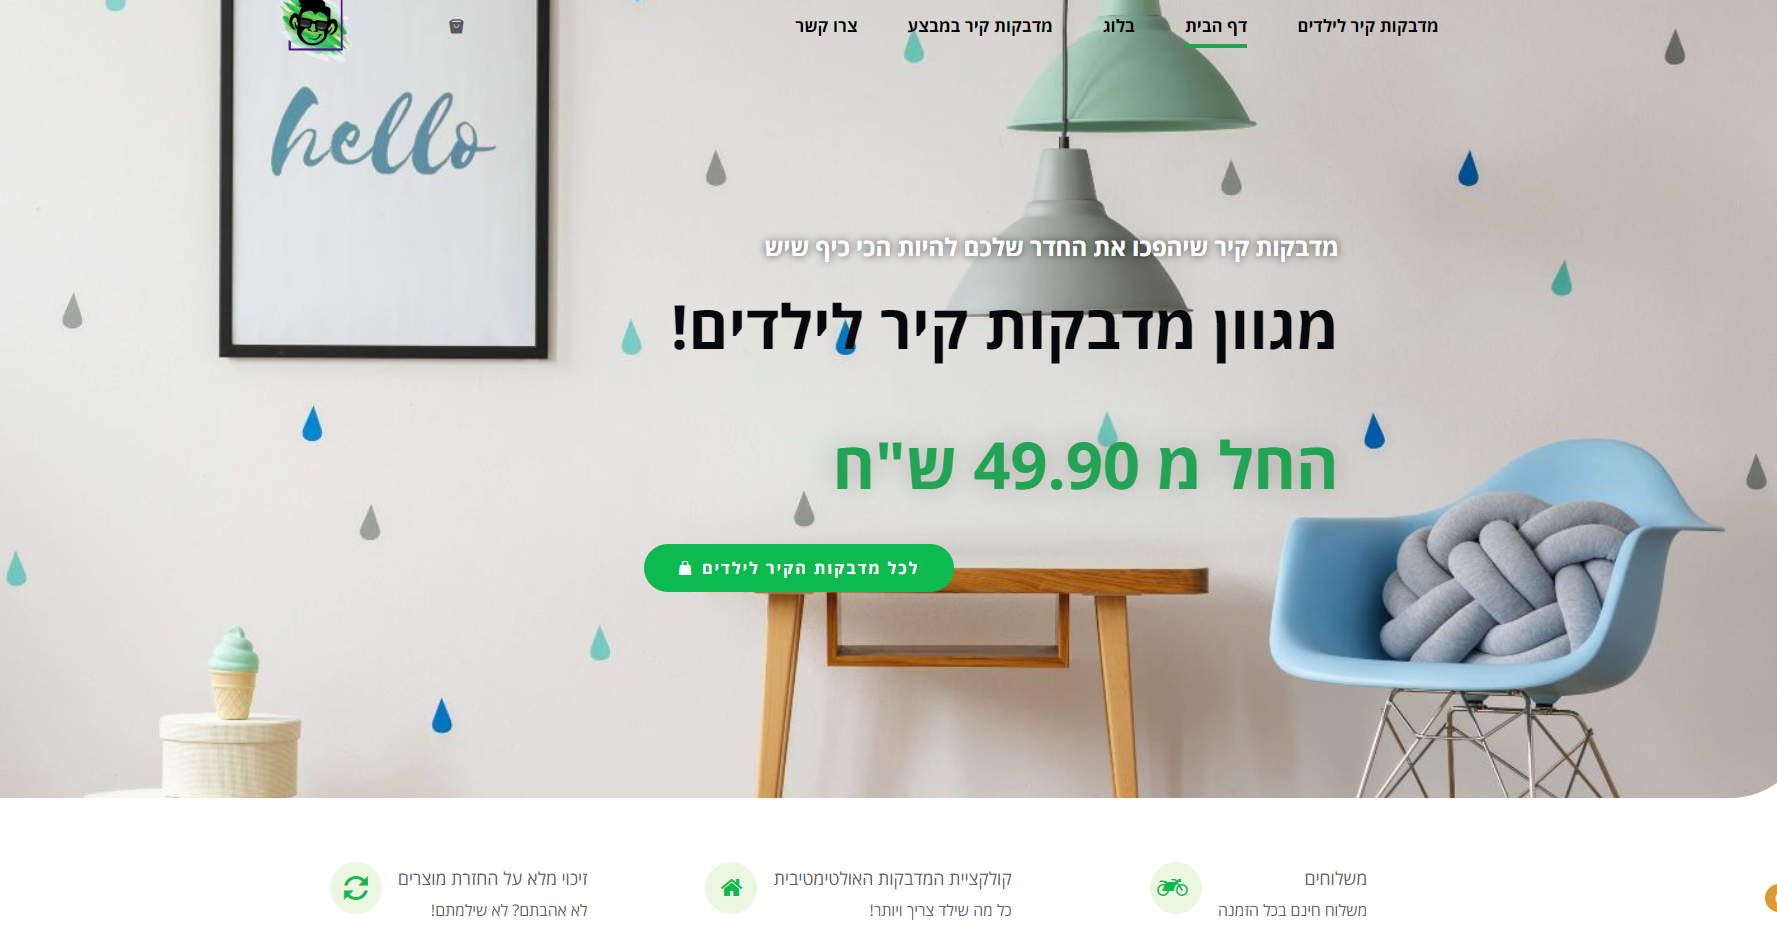 מדבקות קיר לילדים
דף הבית
בלוג
מדבקות קיר במבצע
צרו קשר
hello
מדבקות קיר שיהפכו את החדר שלכם להיות הכי כיף שיש
מגוון מדבקות קיר לילדים!
החל מ 49.90 ש"ח
לכל מדבקות הקיר לילדים
משלוחים
משלוח חינם בכל הזמנה
קולקציית המדבקות האולטימטיבית
כל מה שילד צריך ויותר!
זיכוי מלא על החזרת מוצרים
לא אהבתם? לא שילמתם!